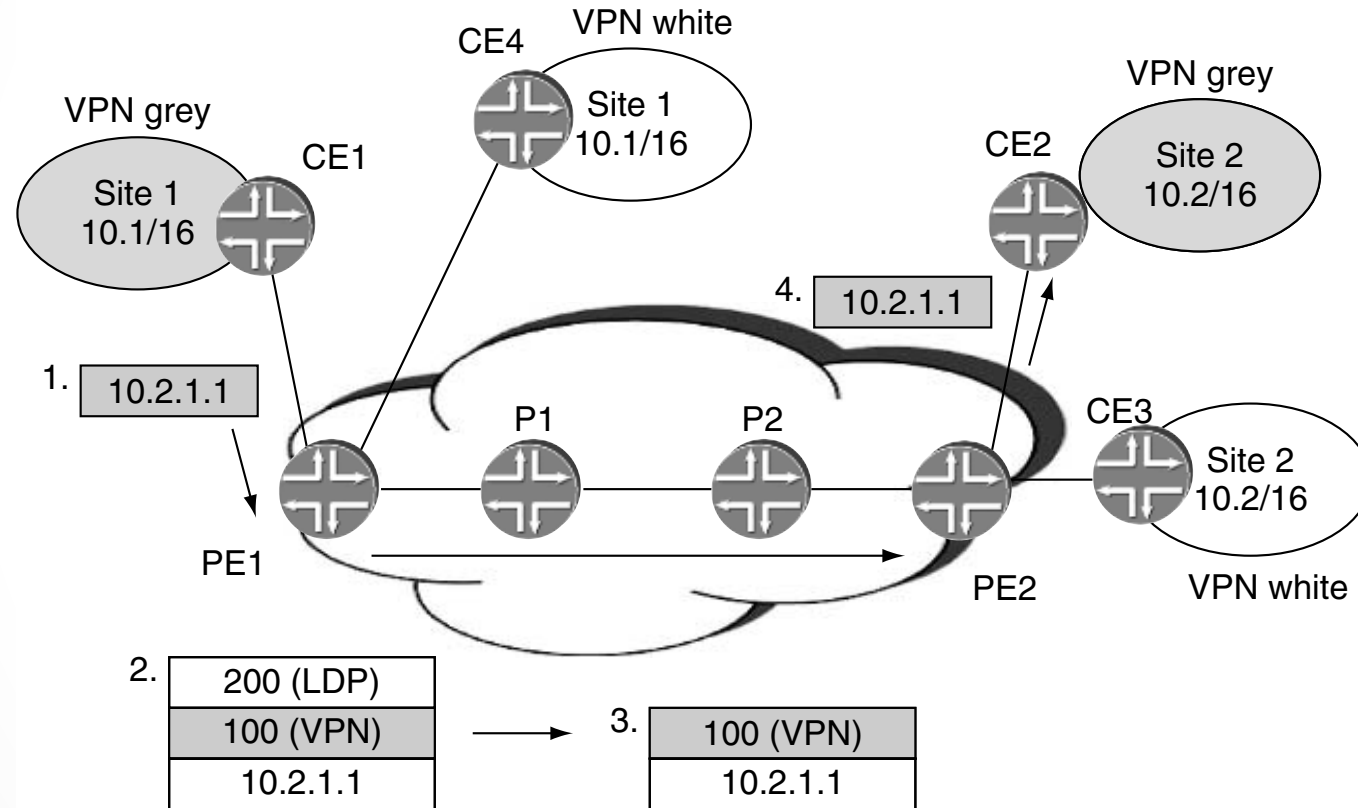 VPN white
CE4
Site 1
10.1/16
VPN grey
CE1
Site 1
10.1/16
VPN grey
CE2
Site 2
10.2/16
1. 10.2.1.1
4. 10.2.1.1
P1
P2
CE3
Site 2
10.2/16
VPN white
PE1
PE2
2.
200 (LDP)
100 (VPN)
10.2.1.1
3.
100 (VPN)
10.2.1.1